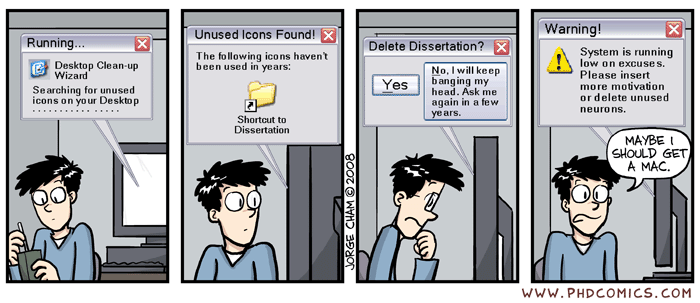 Running...
Desktop Clean-up
Wizard
Searching for unused
icons on your Desktop
. . . . . . . . . . . . . . .
Unused Icons Found!
The following icons haven't
been used in years:
Shortcut to
Dissertation
JORGE CHAM © 2008
Delete Dissertation?
Yes
No, I will keep
banging my
head. Ask me
again in a few
years.
Warning!
System is running
low on excuses.
Please insert
more motivation
or delete unused
neurons.
MAYBE I
SHOULD GET
A MAC.
WWW.PHDCOMICS.COM